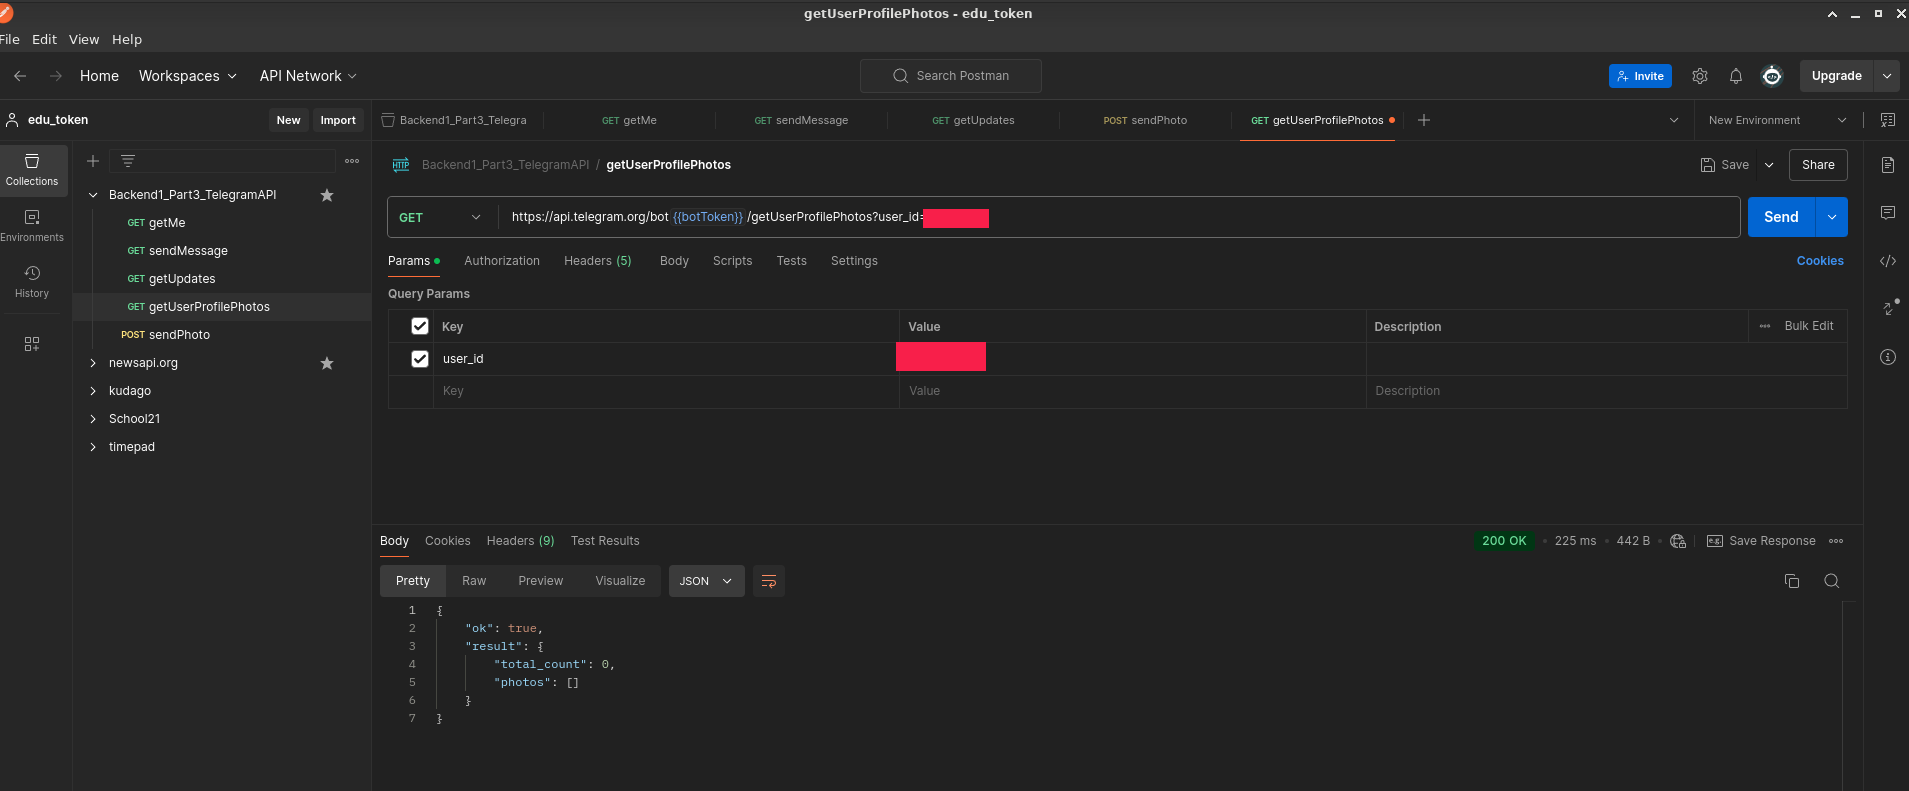 getUserProfilePhotos - edu_token
File Edit View Help
Home Workspaces API Network Search Postman Invite Upgrade
edu_token New Import
Backend1_Part3_Telegra GET getMe GET sendMessage GET getUpdates POST sendPhoto GET getUserProfilePhotos New Environment
Collections
Environments
History
Backend1_Part3_TelegramAPI
GET getMe
GET sendMessage
GET getUpdates
GET getUserProfilePhotos
POST sendPhoto
newsapi.org
kudago
School21
timepad
HTTP Backend1_Part3_TelegramAPI / getUserProfilePhotos Save Share
GET https://api.telegram.org/bot {{botToken}} /getUserProfilePhotos?user_id= Send
Params Authorization Headers (5) Body Scripts Tests Settings Cookies
Query Params
Key Value Description Bulk Edit
user_id
Key Value Description
Body Cookies Headers (9) Test Results 200 OK 225 ms 442 B e.g. Save Response
Pretty Raw Preview Visualize JSON
1 {
2 "ok": true,
3 "result": {
4 "total_count": 0,
5 "photos": []
6 }
7 }